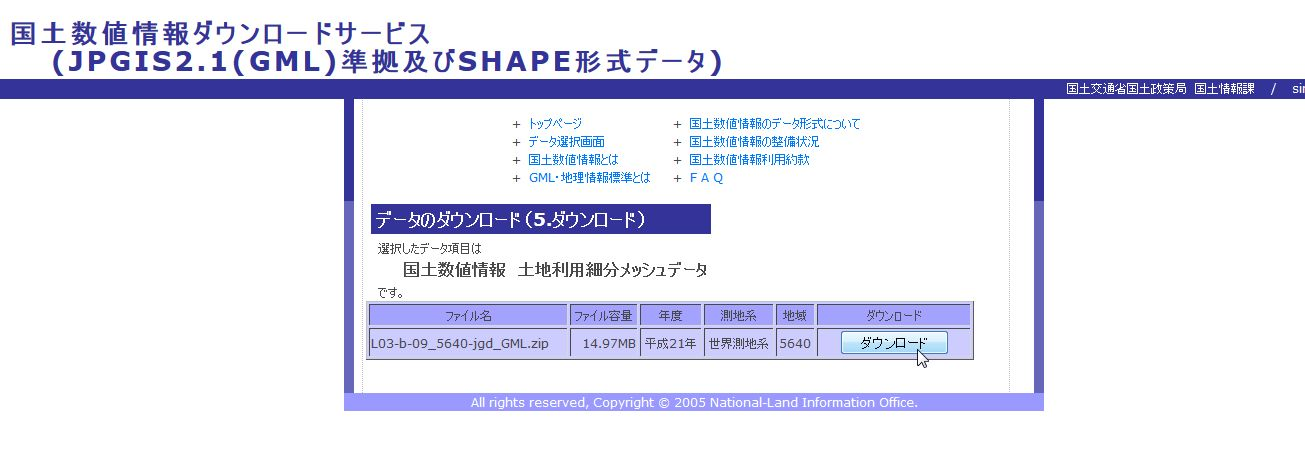 国土数値情報ダウンロードサービス
(JPGIS2.1(GML)準拠及びSHAPE形式データ)
国土交通省国土政策局 国土情報課 /
+ トップページ + 国土数値情報のデータ形式について
+ データ選択画面 + 国土数値情報の整備状況
+ 国土数値情報とは + 国土数値情報利用約款
+ GML・地理情報標準とは + ＦＡＱ
データのダウンロード（5.ダウンロード）
選択したデータ項目は
国土数値情報 土地利用細分メッシュデータ
です。
ファイル名 ファイル容量 年度 測地系 地域 ダウンロード
L03-b-09_5640-jgd_GML.zip 14.97MB 平成21年 世界測地系 5640 ダウンロード
All rights reserved, Copyright © 2005 National-Land Information Office.